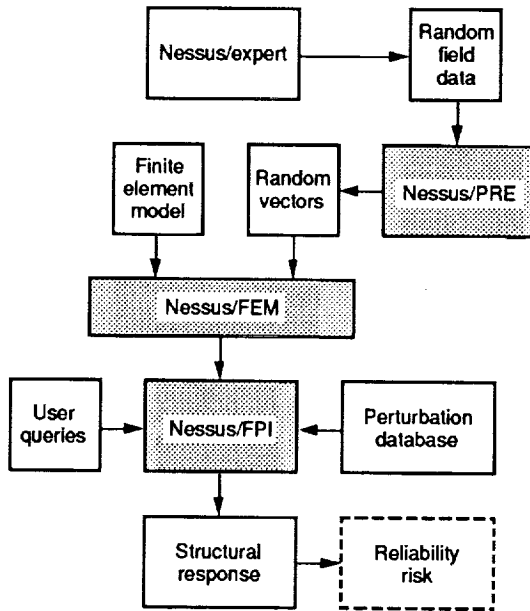 Nessus/expert
Random
field
data
Finite
element
model
Random
vectors
Nessus/PRE
Nessus/FEM
User
queries
Nessus/FPI
Perturbation
database
Structural
response
Reliability
risk